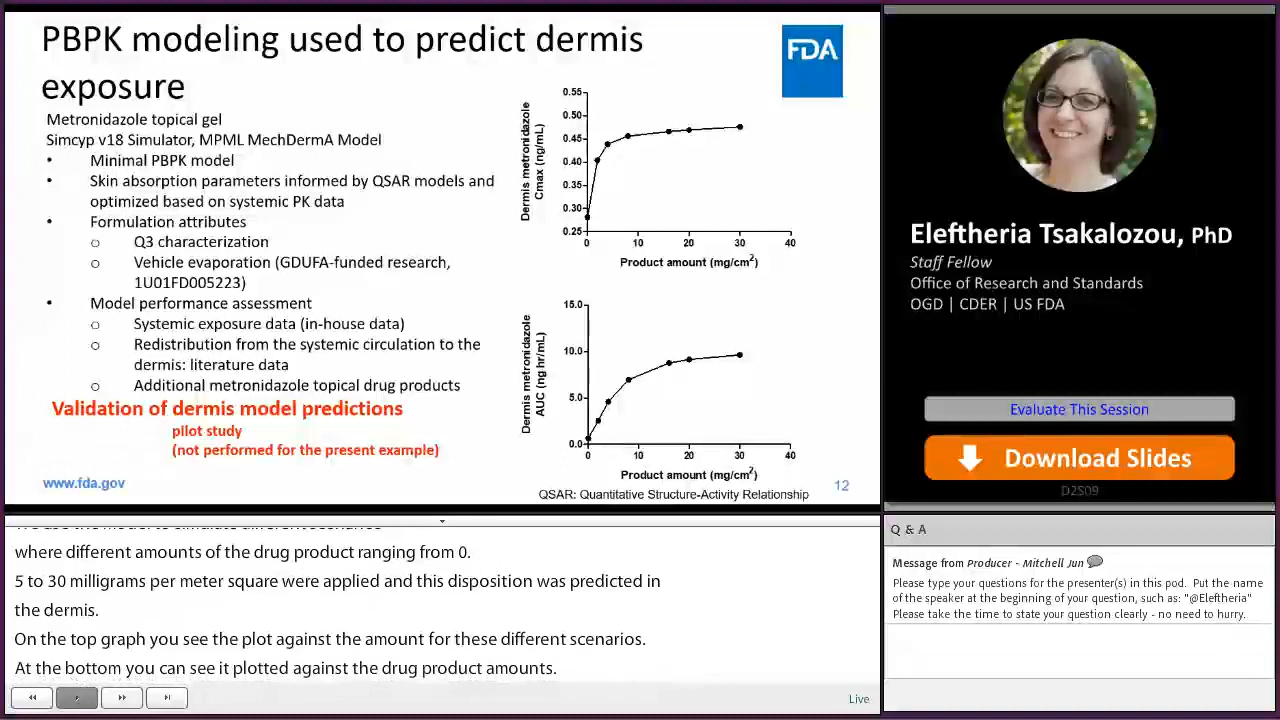 PBPK modeling used to predict dermis
exposure
FDA
Metronidazole topical gel
Simcyp v18 Simulator, MPML MechDermA Model
• Minimal PBPK model
• Skin absorption parameters informed by QSAR models and
optimized based on systemic PK data
• Formulation attributes
o Q3 characterization
o Vehicle evaporation (GDUFA-funded research,
1U01FD005223)
• Model performance assessment
o Systemic exposure data (in-house data)
o Redistribution from the systemic circulation to the
dermis: literature data
o Additional metronidazole topical drug products
Validation of dermis model predictions
pilot study
(not performed for the present example)
www.fda.gov
Dermis metronidazole
Cmax (ng/mL)
0.55
0.50
0.45
0.40
0.35
0.30
0.25
0 10 20 30 40
Product amount (mg/cm2)
Dermis metronidazole
AUC (ng hr/mL)
15.0
10.0
5.0
0.0
0 10 20 30 40
Product amount (mg/cm2)
QSAR: Quantitative Structure-Activity Relationship
12
Eleftheria Tsakalozou, PhD
Staff Fellow
Office of Research and Standards
OGD | CDER | US FDA
Evaluate This Session
Download Slides
D2S09
where different amounts of the drug product ranging from 0.
5 to 30 milligrams per meter square were applied and this disposition was predicted in
the dermis.
On the top graph you see the plot against the amount for these different scenarios.
At the bottom you can see it plotted against the drug product amounts.
Live
Q & A
Message from Producer - Mitchell Jun
Please type your questions for the presenter(s) in this pod. Put the name
of the speaker at the beginning of your question, such as: "@Eleftheria"
Please take the time to state your question clearly - no need to hurry.